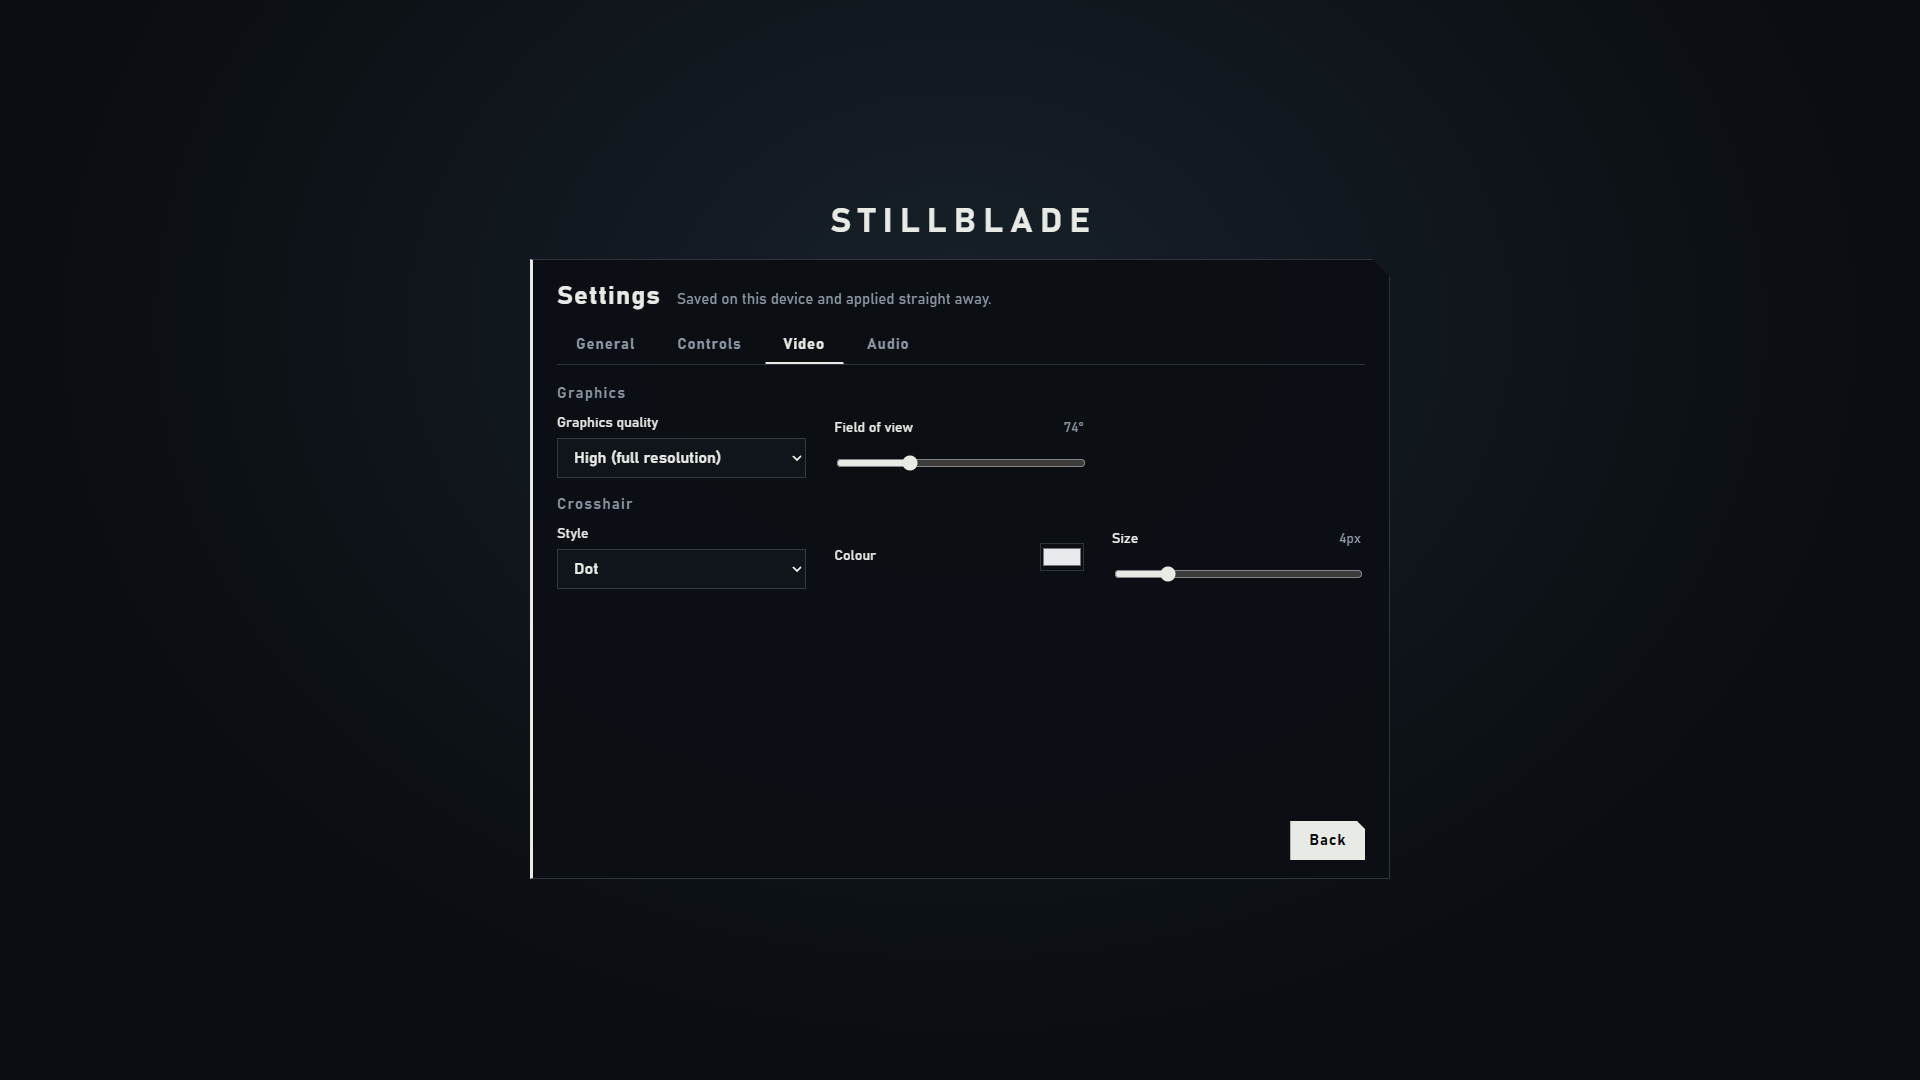 STILLBLADE
Settings Saved on this device and applied straight away.
General Controls Video Audio
Graphics
Graphics quality
High (full resolution)
Field of view 74°
Crosshair
Style
Dot
Colour
Size 4px
Back